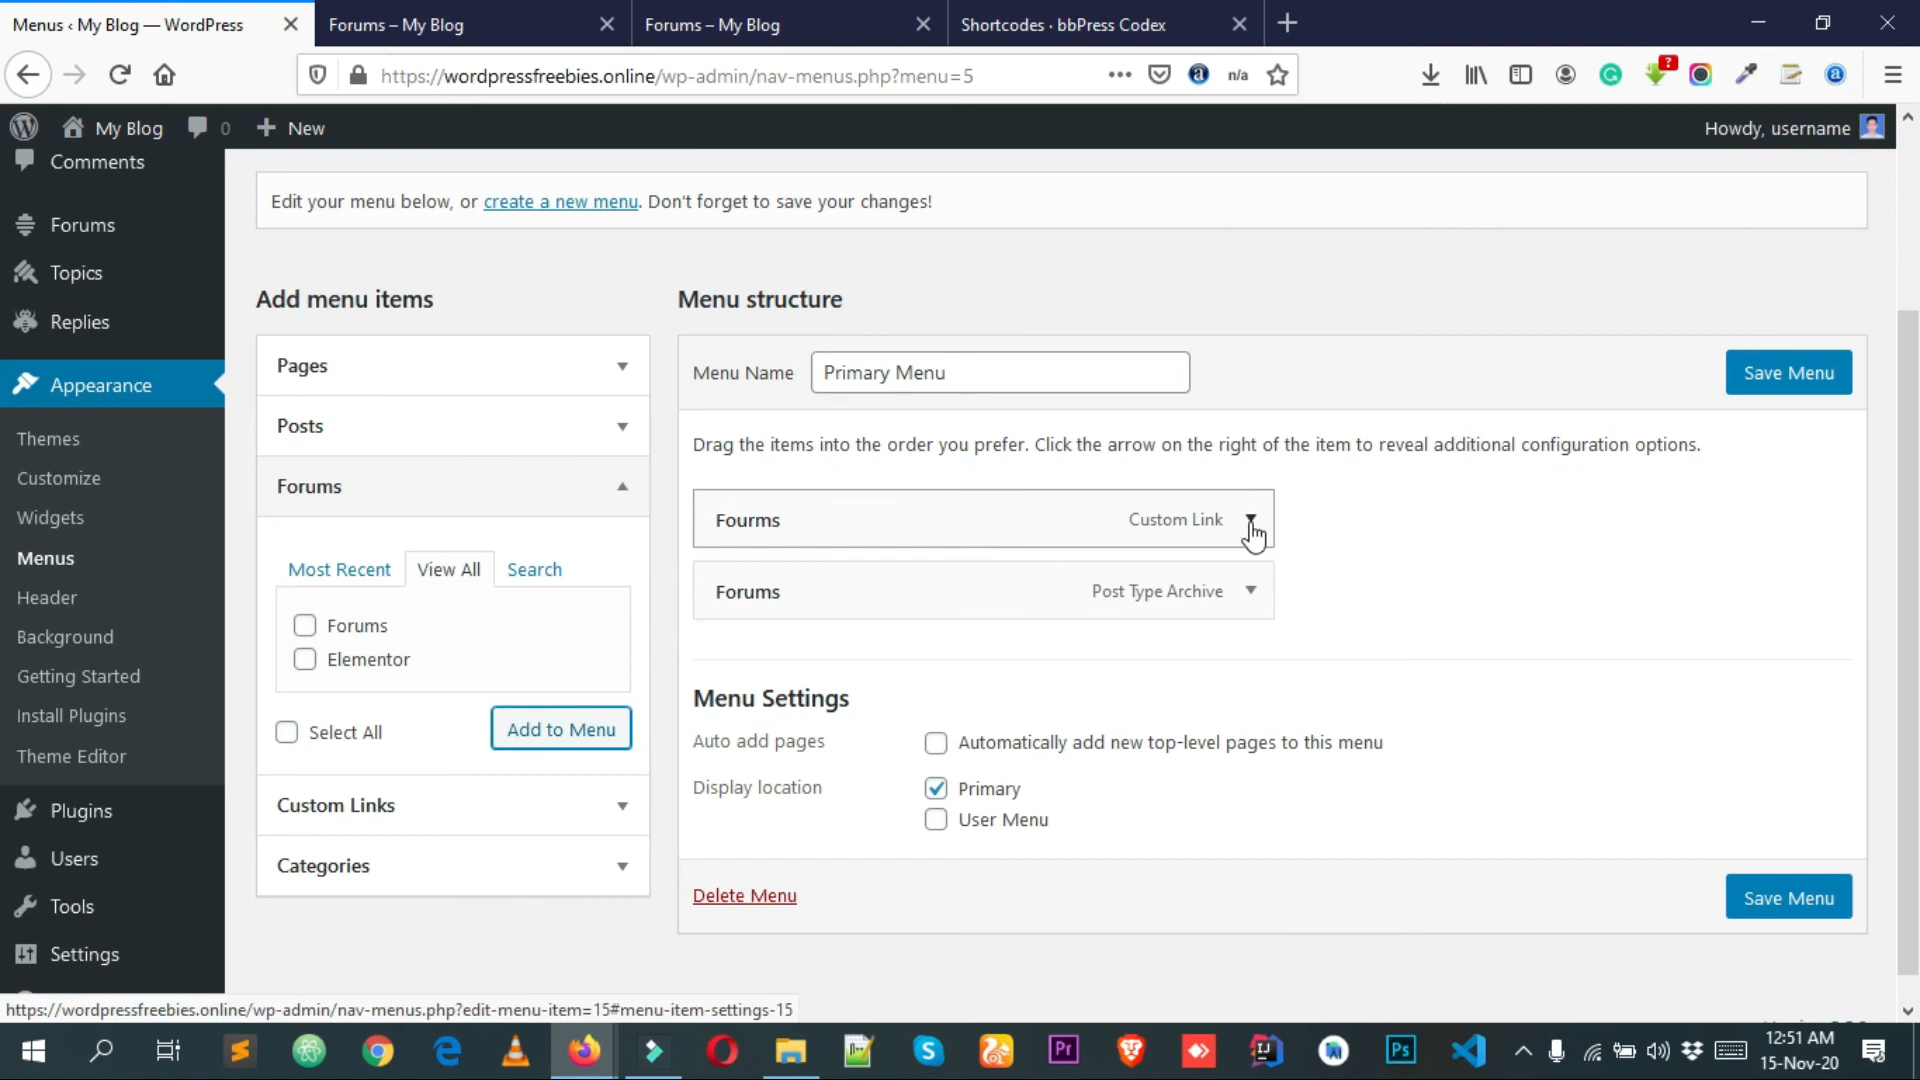 Menus ‹ My Blog — WordPress
Forums – My Blog
Forums – My Blog
Shortcodes · bbPress Codex
https://wordpressfreebies.online/wp-admin/nav-menus.php?menu=5
n/a
?
My Blog
0
New
Howdy, username
Comments
Forums
Topics
Replies
Appearance
Themes
Customize
Widgets
Menus
Header
Background
Getting Started
Install Plugins
Theme Editor
Plugins
Users
Tools
Settings
Edit your menu below, or create a new menu. Don't forget to save your changes!
Add menu items
Pages
Posts
Forums
Most Recent
View All
Search
Forums
Elementor
Select All
Add to Menu
Custom Links
Categories
Menu structure
Menu Name
Primary Menu
Save Menu
Drag the items into the order you prefer. Click the arrow on the right of the item to reveal additional configuration options.
Fourms
Custom Link
Forums
Post Type Archive
Menu Settings
Auto add pages
Automatically add new top-level pages to this menu
Display location
Primary
User Menu
Delete Menu
Save Menu
https://wordpressfreebies.online/wp-admin/nav-menus.php?edit-menu-item=15#menu-item-settings-15
Pr
Ps
12:51 AM
15-Nov-20